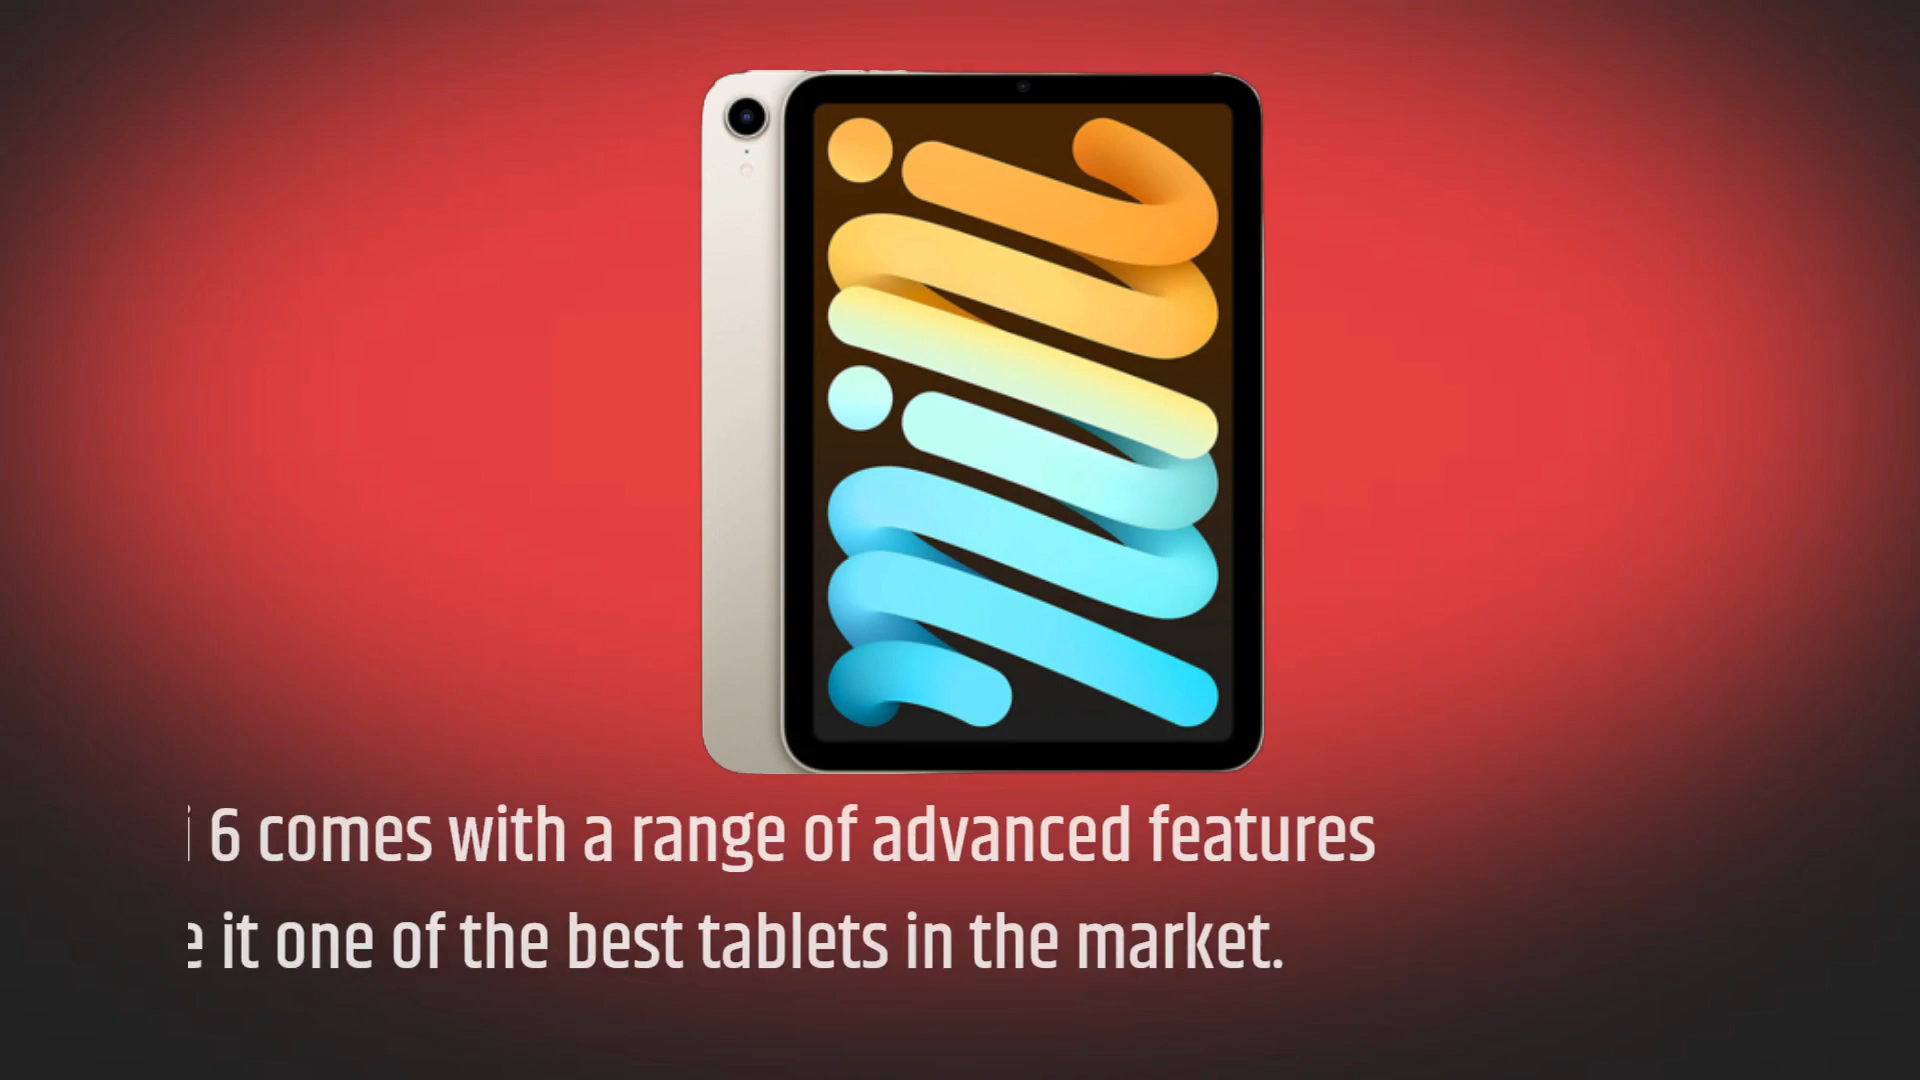 6 comes with a range of advanced features
it one of the best tablets in the market.